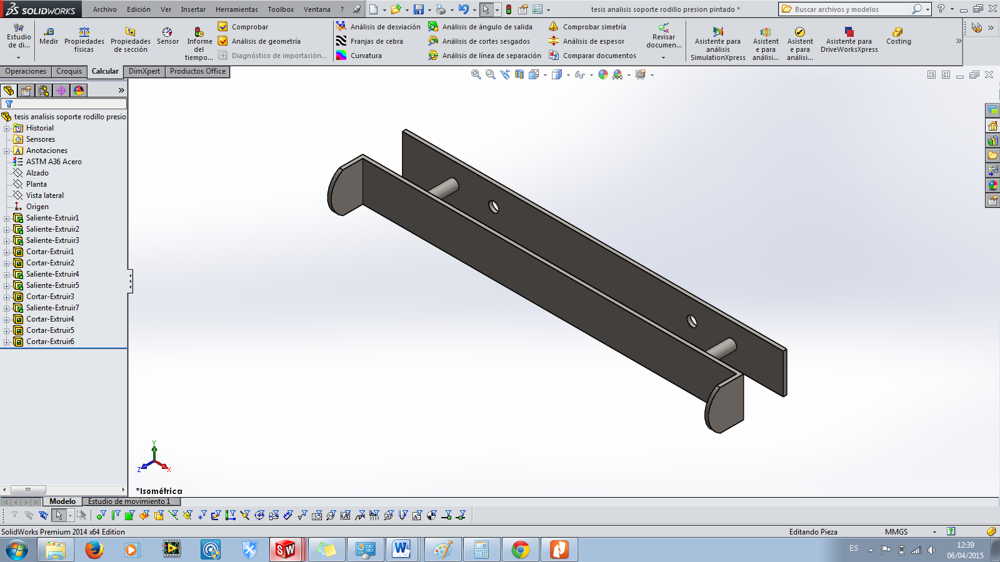 SOLIDWORKS
Archivo Edición Ver Insertar Herramientas Toolbox Ventana ?
tesis analisis soporte rodillo presion pintado *
Buscar archivos y modelos
Estudio de di...
Medir
Propiedades físicas
Propiedades de sección
Sensor
Informe del tiempo...
Comprobar
Análisis de geometría
Diagnóstico de importación...
Análisis de desviación
Franjas de cebra
Curvatura
Análisis de ángulo de salida
Análisis de cortes sesgados
Análisis de línea de separación
Comprobar simetría
Análisis de espesor
Comparar documentos
Revisar documen...
Asistente para análisis SimulationXpress
Asistent e para análisi...
Asistent e para análisi...
Asistente para DriveWorksXpress
Costing
Operaciones Croquis Calcular DimXpert Productos Office
tesis analisis soporte rodillo presio
Historial
Sensores
Anotaciones
ASTM A36 Acero
Alzado
Planta
Vista lateral
Origen
Saliente-Extruir1
Saliente-Extruir2
Saliente-Extruir3
Cortar-Extruir1
Cortar-Extruir2
Saliente-Extruir4
Saliente-Extruir5
Cortar-Extruir3
Saliente-Extruir7
Cortar-Extruir4
Cortar-Extruir5
Cortar-Extruir6
Y
Z
X
*Isométrica
Modelo Estudio de movimiento 1
SolidWorks Premium 2014 x64 Edition
Editando Pieza
MMGS
ES
12:39
06/04/2015